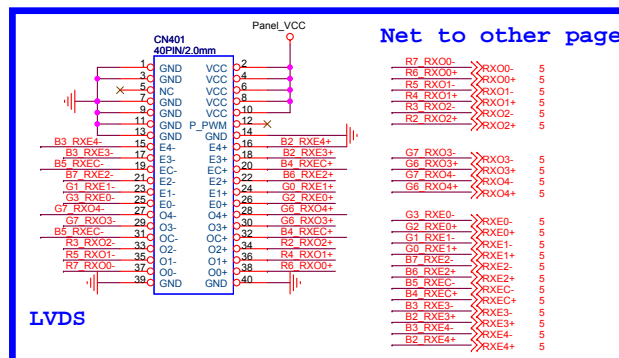 Panel_VCC
Net to other page
CN401
40PIN/2.0mm
1 GND VCC 2
3 GND VCC 4
5 NC VCC 6
7 GND VCC 8
9 GND VCC 10
11 GND P_PWM 12
13 GND GND 14
B3_RXE4- 15 E4- E4+ 16 B2_RXE4+
B3_RXE3- 17 E3- E3+ 18 B2_RXE3+
B5_RXEC- 19 EC- EC+ 20 B4_RXEC+
B7_RXE2- 21 E2- E2+ 22 B6_RXE2+
G1_RXE1- 23 E1- E1+ 24 G0_RXE1+
G3_RXE0- 25 E0- E0+ 26 G2_RXE0+
G7_RXO4- 27 O4- O4+ 28 G6_RXO4+
G7_RXO3- 29 O3- O3+ 30 G6_RXO3+
B5_RXEC- 31 OC- OC+ 32 B4_RXEC+
R3_RXO2- 33 O2- O2+ 34 R2_RXO2+
R5_RXO1- 35 O1- O1+ 36 R4_RXO1+
R7_RXO0- 37 O0- O0+ 38 R6_RXO0+
39 GND GND 40
LVDS
R7_RXO0- RXO0- 5
R6_RXO0+ RXO0+ 5
R5_RXO1- RXO1- 5
R4_RXO1+ RXO1+ 5
R3_RXO2- RXO2- 5
R2_RXO2+ RXO2+ 5
G7_RXO3- RXO3- 5
G6_RXO3+ RXO3+ 5
G7_RXO4- RXO4- 5
G6_RXO4+ RXO4+ 5
G3_RXE0- RXE0- 5
G2_RXE0+ RXE0+ 5
G1_RXE1- RXE1- 5
G0_RXE1+ RXE1+ 5
B7_RXE2- RXE2- 5
B6_RXE2+ RXE2+ 5
B5_RXEC- RXEC- 5
B4_RXEC+ RXEC+ 5
B3_RXE3- RXE3- 5
B2_RXE3+ RXE3+ 5
B3_RXE4- RXE4- 5
B2_RXE4+ RXE4+ 5